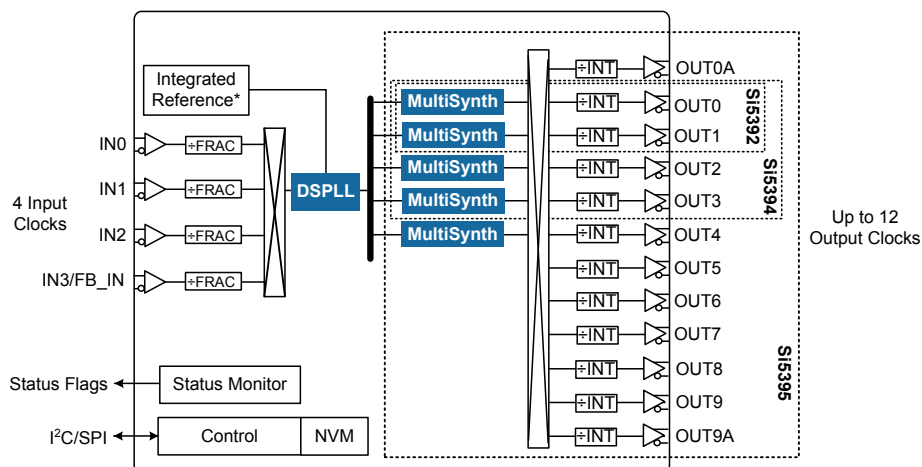 Integrated
Reference*
4 Input
Clocks
IN0
÷FRAC
IN1
÷FRAC
IN2
÷FRAC
IN3/FB_IN
÷FRAC
DSPLL
MultiSynth
MultiSynth
MultiSynth
MultiSynth
MultiSynth
÷INT
OUT0A
÷INT
OUT0
÷INT
OUT1
÷INT
OUT2
÷INT
OUT3
÷INT
OUT4
÷INT
OUT5
÷INT
OUT6
÷INT
OUT7
÷INT
OUT8
÷INT
OUT9
÷INT
OUT9A
Si5392
Si5394
Si5395
Up to 12
Output Clocks
Status Flags
Status Monitor
I²C/SPI
Control
NVM